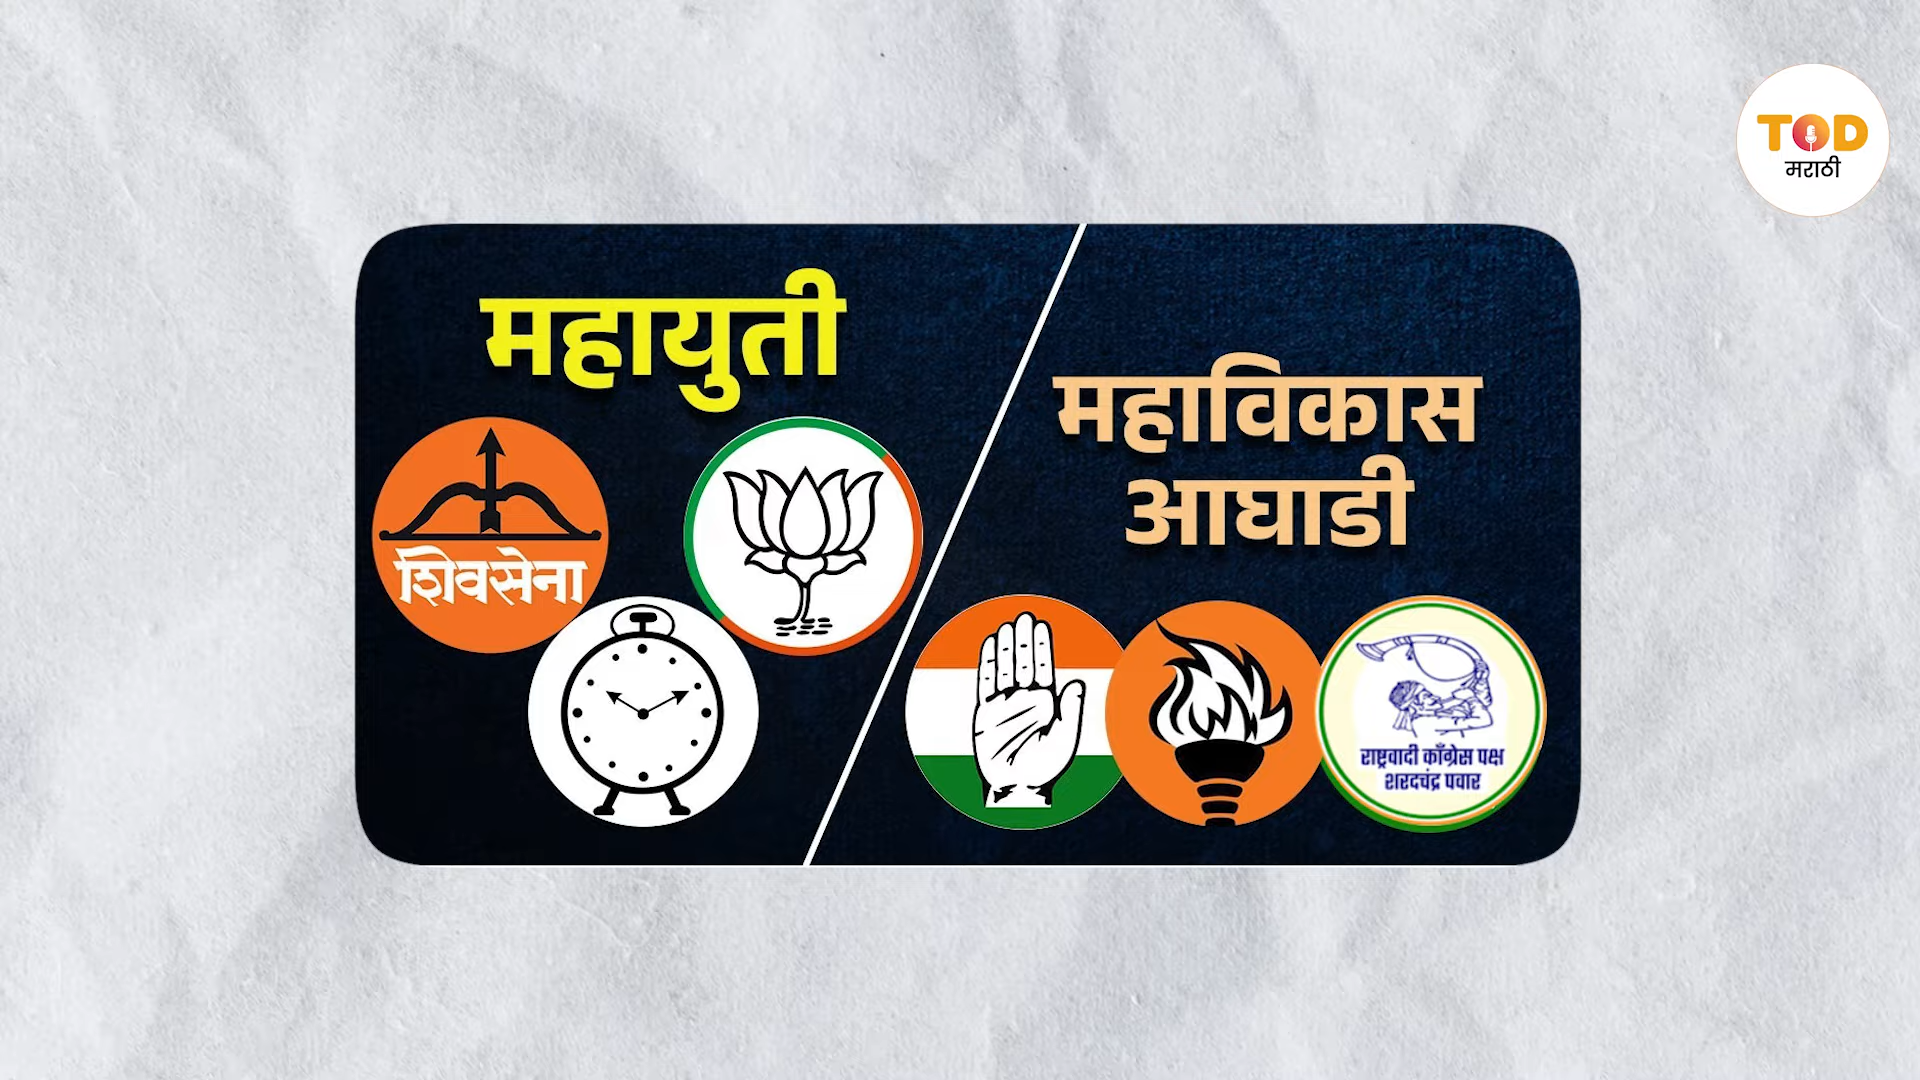 TOD
मराठी
महायुती
शिवसेना
महाविकास
आघाडी
राष्ट्रवादी काँग्रेस पक्ष
शरदचंद्र पवार